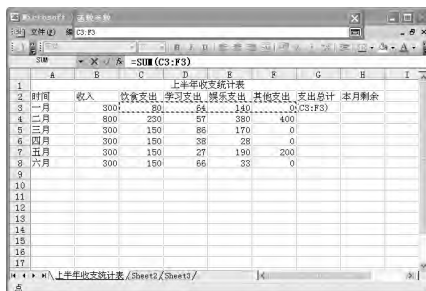 Microsoft 函数参数
文件(F) C3:F3
SUM × ✓ fx =SUM(C3:F3)
A B C D E F G H I
1 上半年收支统计表
2 时间 收入 饮食支出 学习支出 娱乐支出 其他支出 支出总计 本月剩余
3 一月 300 80 64 140 0 C3:F3)
4 二月 800 230 57 380 400
5 三月 300 150 86 170 0
6 四月 300 150 38 28 0
7 五月 300 150 27 190 200
8 六月 300 150 66 33 0
9
10
11
12
13
14
15
16
17
上半年收支统计表/Sheet2/Sheet3/
点